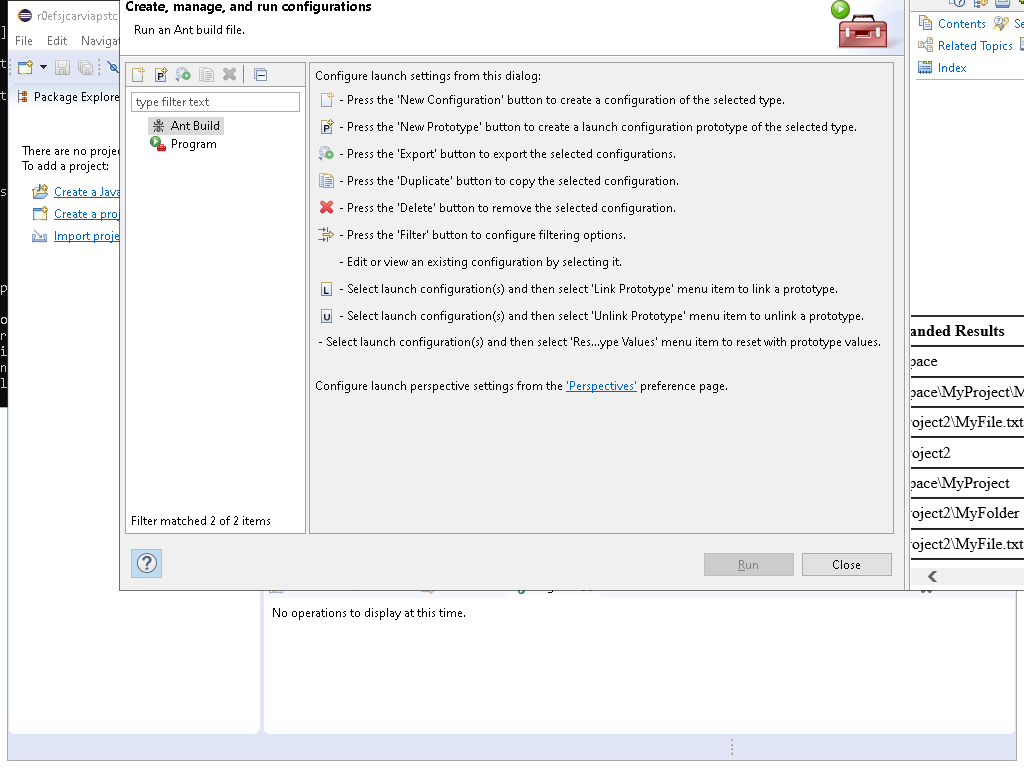 Create, manage, and run configurations
Run an Ant build file.
r0efsjcarviapstc
File Edit Navigat
Package Explore
There are no projec
To add a project:
Create a Java
Create a proj
Import proje
type filter text
Ant Build
Program
Filter matched 2 of 2 items
Configure launch settings from this dialog:
- Press the 'New Configuration' button to create a configuration of the selected type.
- Press the 'New Prototype' button to create a launch configuration prototype of the selected type.
- Press the 'Export' button to export the selected configurations.
- Press the 'Duplicate' button to copy the selected configuration.
- Press the 'Delete' button to remove the selected configuration.
- Press the 'Filter' button to configure filtering options.
- Edit or view an existing configuration by selecting it.
- Select launch configuration(s) and then select 'Link Prototype' menu item to link a prototype.
- Select launch configuration(s) and then select 'Unlink Prototype' menu item to unlink a prototype.
- Select launch configuration(s) and then select 'Res...ype Values' menu item to reset with prototype values.
Configure launch perspective settings from the 'Perspectives' preference page.
Run
Close
Contents Se
Related Topics
Index
anded Results
pace
pace\MyProject\M
oject2\MyFile.txt
oject2
pace\MyProject
oject2\MyFolder
oject2\MyFile.txt
No operations to display at this time.